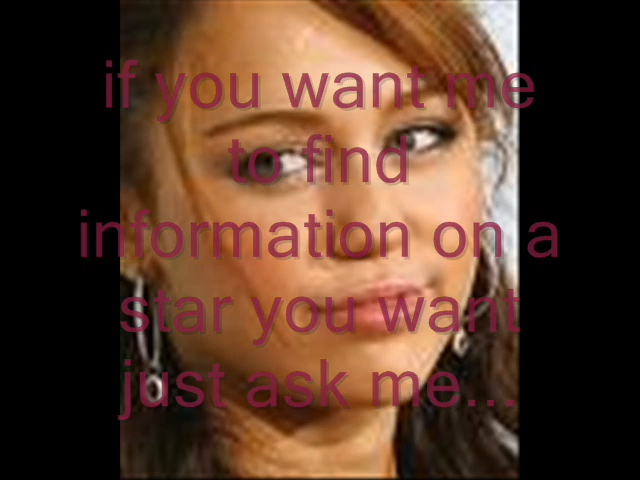 if you want me
to find
information on a
star you want
just ask me...